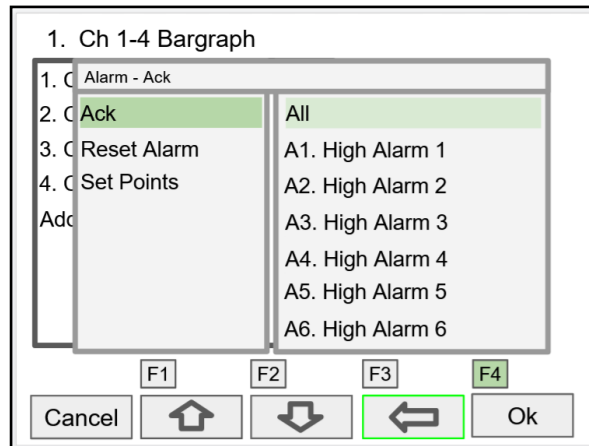 1. Ch 1-4 Bargraph
1. C
Alarm - Ack
2. C
Ack
All
3. C
Reset Alarm
A1. High Alarm 1
4. C
Set Points
A2. High Alarm 2
Add
A3. High Alarm 3
A4. High Alarm 4
A5. High Alarm 5
A6. High Alarm 6
F1
F2
F3
F4
Cancel
Ok